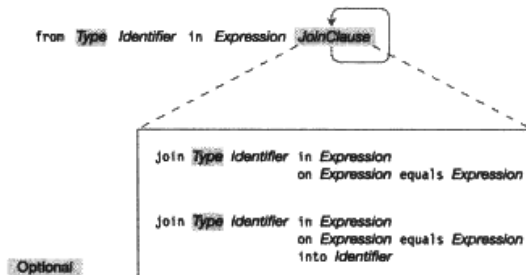 from Type Identifier in Expression JoinClause
join Type Identifier in Expression
on Expression equals Expression
join Type Identifier in Expression
on Expression equals Expression
into Identifier
Optional